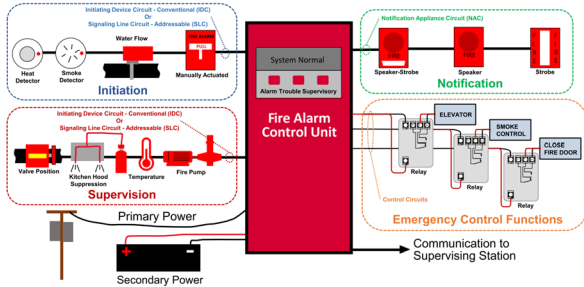 Initiating Device Circuit - Conventional (IDC)
Or
Signaling Line Circuit - Addressable (SLC)
Water Flow
FIRE ALARM
PULL
Heat
Detector
Smoke
Detector
Manually Actuated
Initiation
Initiating Device Circuit - Conventional (IDC)
Or
Signaling Line Circuit - Addressable (SLC)
Valve Position
Kitchen Hood
Suppression
Temperature
Fire Pump
Supervision
Primary Power
Secondary Power
System Normal
Alarm Trouble Supervisory
Fire Alarm
Control Unit
Notification Appliance Circuit (NAC)
FIRE
FIRE
FIRE
FIRE
Speaker-Strobe
Speaker
Strobe
Notification
ELEVATOR
SMOKE
CONTROL
CLOSE
FIRE DOOR
Relay
Relay
Relay
Control Circuits
Emergency Control Functions
Communication to
Supervising Station